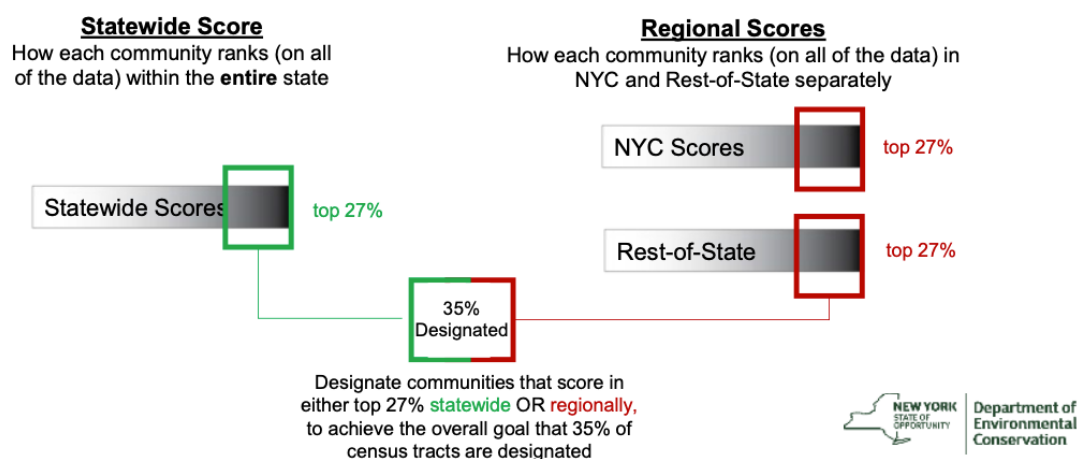 Statewide Score
How each community ranks (on all
of the data) within the entire state
Regional Scores
How each community ranks (on all of the data) in
NYC and Rest-of-State separately
Statewide Scores
top 27%
NYC Scores
top 27%
Rest-of-State
top 27%
35%
Designated
Designate communities that score in
either top 27% statewide OR regionally,
to achieve the overall goal that 35% of
census tracts are designated
NEW YORK
STATE OF
OPPORTUNITY
Department of
Environmental
Conservation